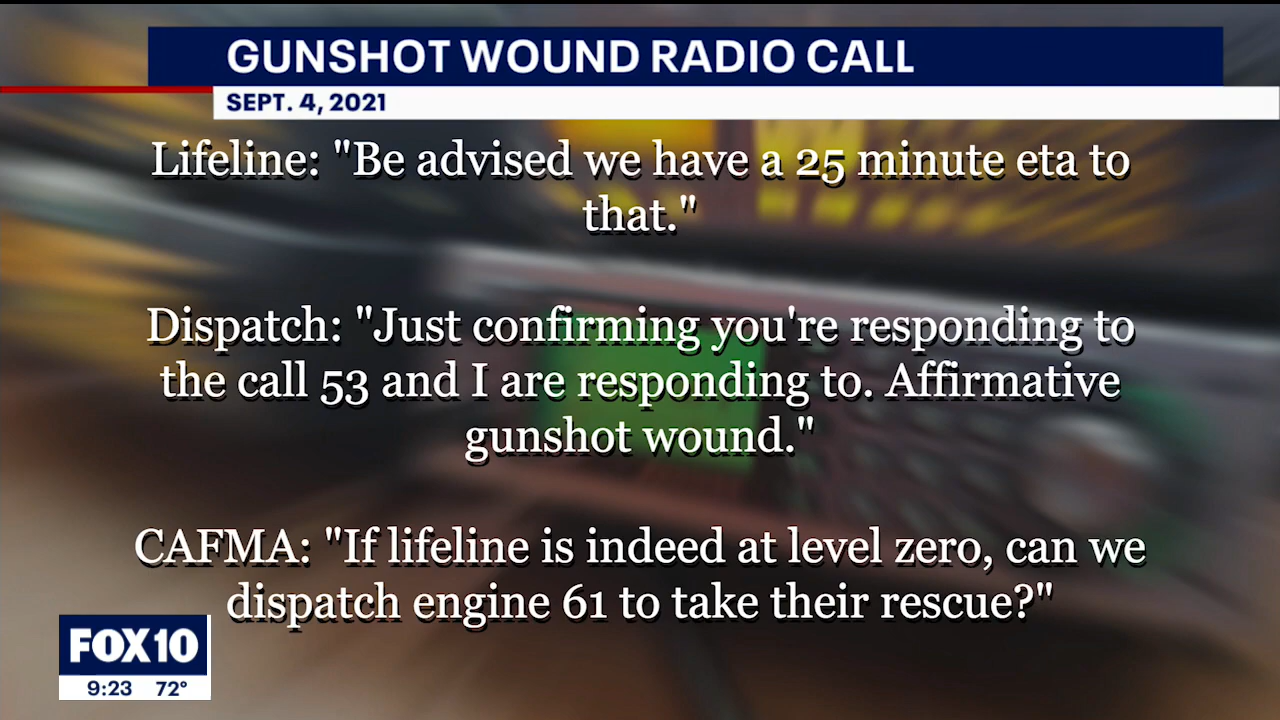 GUNSHOT WOUND RADIO CALL
SEPT. 4, 2021
Lifeline: "Be advised we have a 25 minute eta to
that."
Dispatch: "Just confirming you're responding to
the call 53 and I are responding to. Affirmative
gunshot wound."
CAFMA: "If lifeline is indeed at level zero, can we
dispatch engine 61 to take their rescue?"
FOX10
9:23 72°